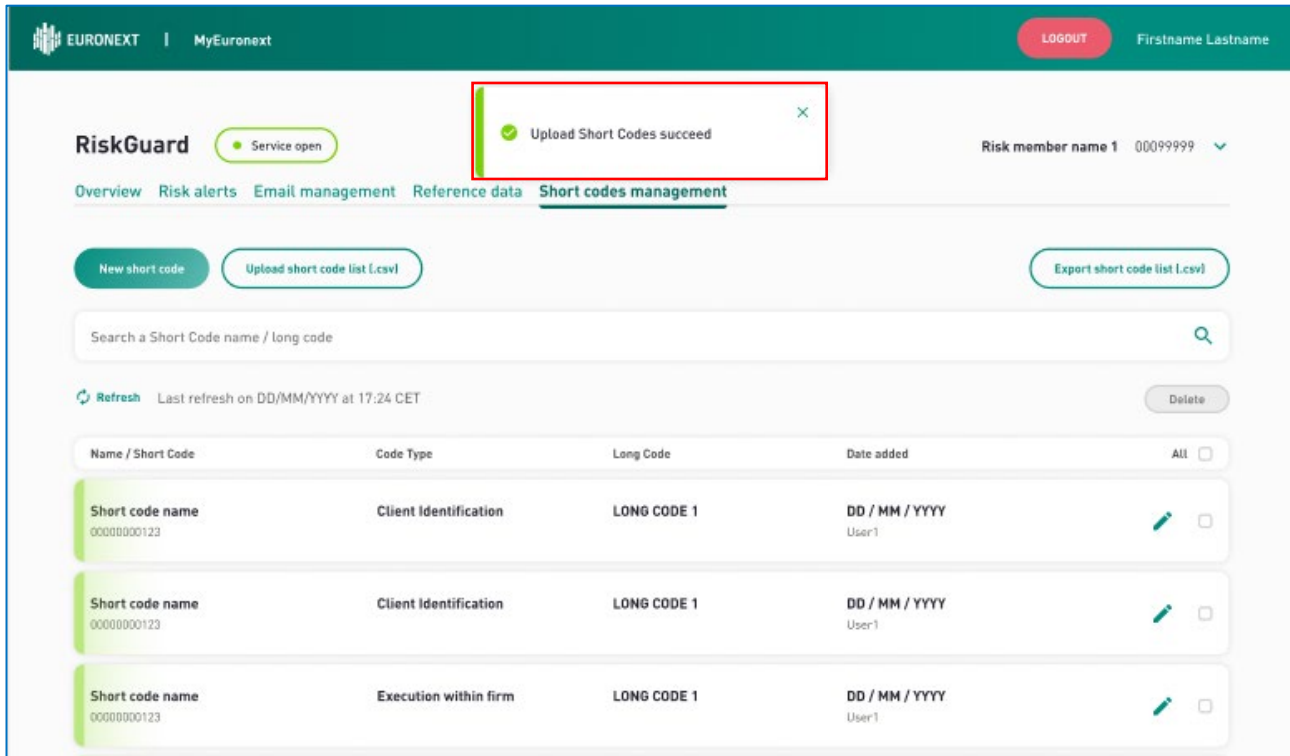 EURONEXT | MyEuronext LOGOUT Firstname Lastname
Upload Short Codes succeed
RiskGuard Service open Risk member name 1 00099999
Overview Risk alerts Email management Reference data Short codes management
New short code Upload short code list (.csv) Export short code list (.csv)
Search a Short Code name / long code
Refresh Last refresh on DD/MM/YYYY at 17:24 CET Delete
Name / Short Code Code Type Long Code Date added All
Short code name Client Identification LONG CODE 1 DD / MM / YYYY
00000000123 User1
Short code name Client Identification LONG CODE 1 DD / MM / YYYY
00000000123 User1
Short code name Execution within firm LONG CODE 1 DD / MM / YYYY
00000000123 User1